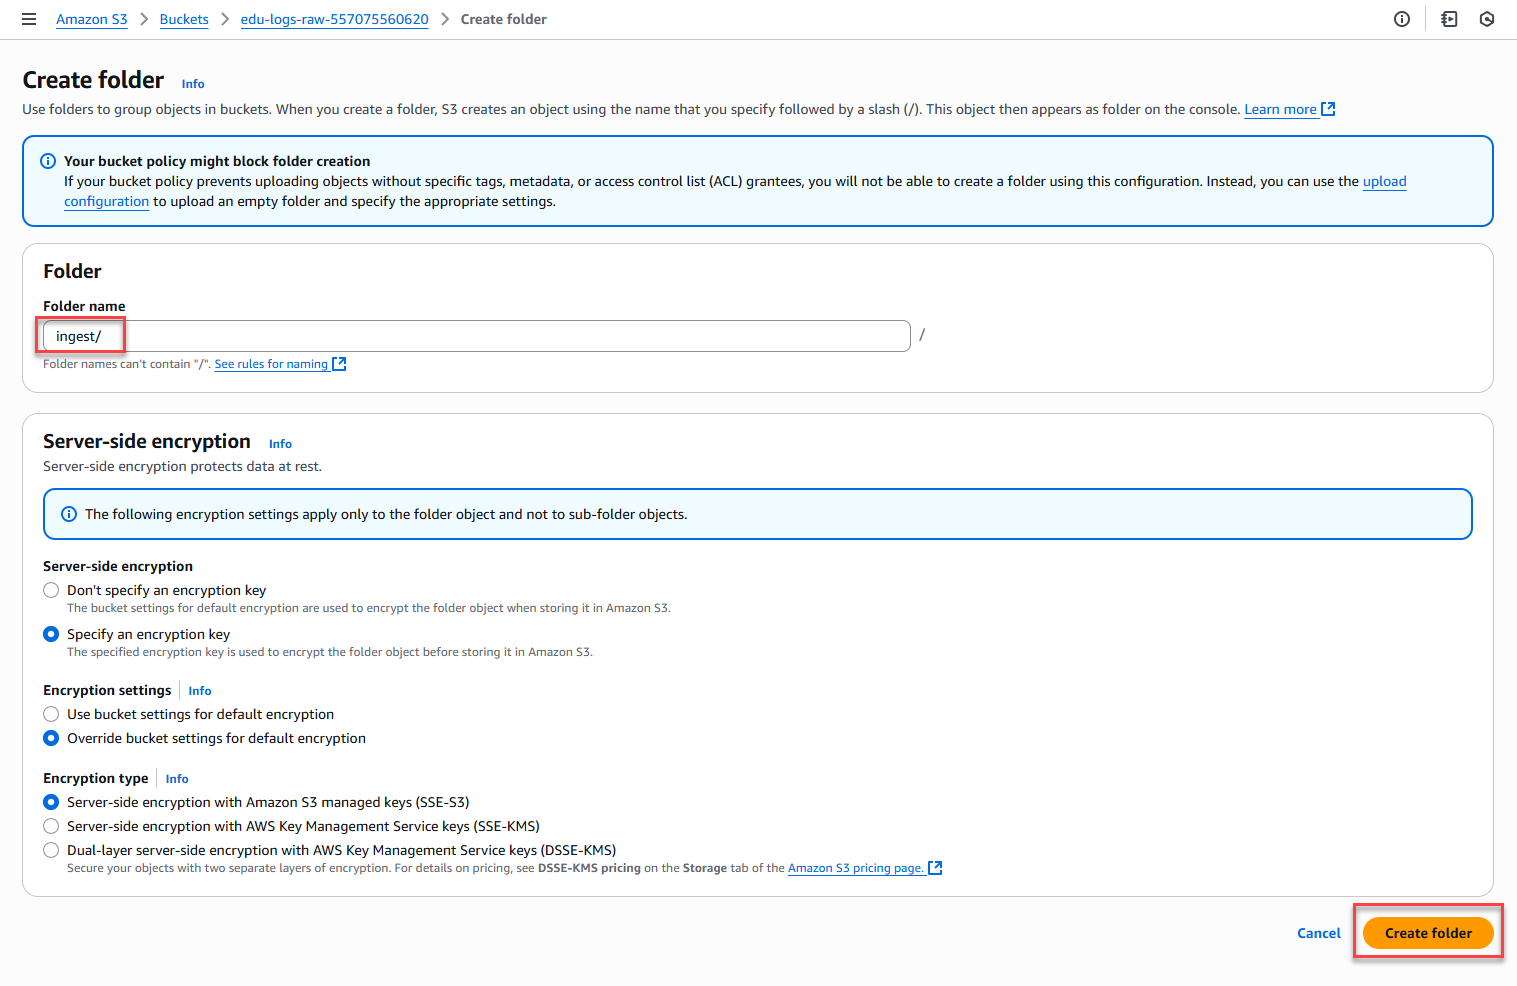 Amazon S3 > Buckets > edu-logs-raw-557075560620 > Create folder
Create folder Info
Use folders to group objects in buckets. When you create a folder, S3 creates an object using the name that you specify followed by a slash (/). This object then appears as folder on the console. Learn more
Your bucket policy might block folder creation
If your bucket policy prevents uploading objects without specific tags, metadata, or access control list (ACL) grantees, you will not be able to create a folder using this configuration. Instead, you can use the upload
configuration to upload an empty folder and specify the appropriate settings.
Folder
Folder name
ingest/ /
Folder names can't contain "/". See rules for naming
Server-side encryption Info
Server-side encryption protects data at rest.
The following encryption settings apply only to the folder object and not to sub-folder objects.
Server-side encryption
Don't specify an encryption key
The bucket settings for default encryption are used to encrypt the folder object when storing it in Amazon S3.
Specify an encryption key
The specified encryption key is used to encrypt the folder object before storing it in Amazon S3.
Encryption settings Info
Use bucket settings for default encryption
Override bucket settings for default encryption
Encryption type Info
Server-side encryption with Amazon S3 managed keys (SSE-S3)
Server-side encryption with AWS Key Management Service keys (SSE-KMS)
Dual-layer server-side encryption with AWS Key Management Service keys (DSSE-KMS)
Secure your objects with two separate layers of encryption. For details on pricing, see DSSE-KMS pricing on the Storage tab of the Amazon S3 pricing page.
Cancel Create folder